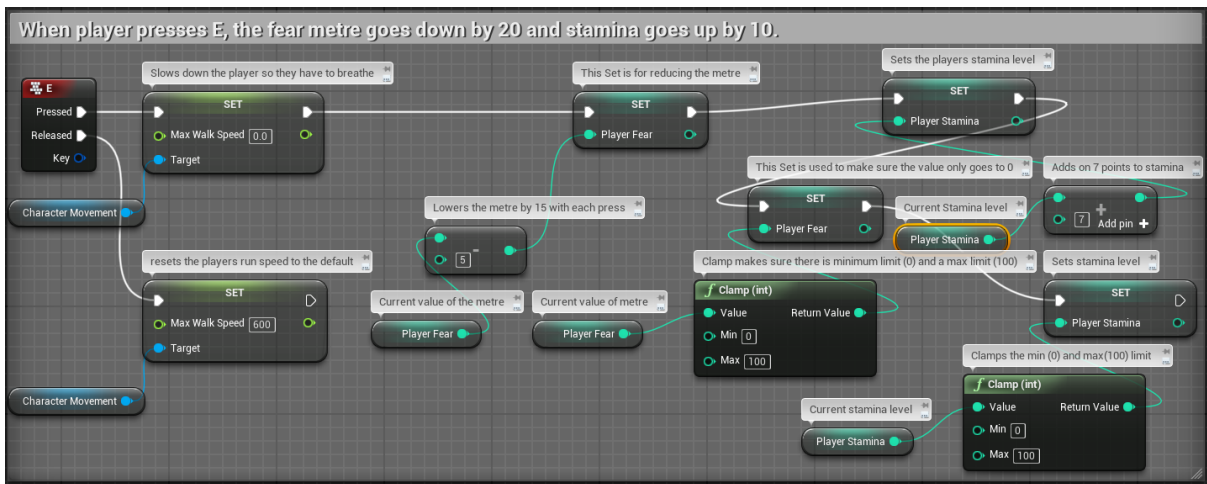 When player presses E, the fear metre goes down by 20 and stamina goes up by 10.
E
Pressed
Released
Key
Slows down the player so they have to breathe
SET
Max Walk Speed 0.0
Target
Character Movement
This Set is for reducing the metre
SET
Player Fear
Sets the players stamina level
SET
Player Stamina
This Set is used to make sure the value only goes to 0
SET
Player Fear
Adds on 7 points to stamina
7
Add pin
Current Stamina level
Player Stamina
Lowers the metre by 15 with each press
5
resets the players run speed to the default
SET
Max Walk Speed 600
Target
Character Movement
Current value of the metre
Player Fear
Current value of metre
Player Fear
Clamp makes sure there is minimum limit (0) and a max limit (100)
f Clamp (int)
Value Return Value
Min 0
Max 100
Sets stamina level
SET
Player Stamina
Clamps the min (0) and max(100) limit
f Clamp (int)
Value Return Value
Min 0
Max 100
Current stamina level
Player Stamina